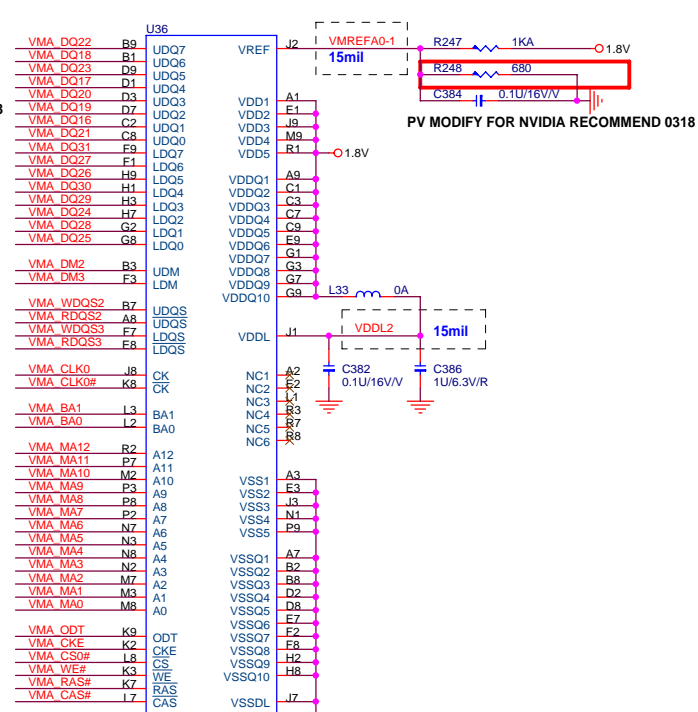 U36
VMA_DQ22 B9 UDQ7
VMA_DQ18 B1 UDQ6
VMA_DQ23 D9 UDQ5
VMA_DQ17 D1 UDQ4
VMA_DQ20 D3 UDQ3
VMA_DQ19 D7 UDQ2
VMA_DQ16 C2 UDQ1
VMA_DQ21 C8 UDQ0
VMA_DQ31 F9 LDQ7
VMA_DQ27 F1 LDQ6
VMA_DQ26 H9 LDQ5
VMA_DQ30 H1 LDQ4
VMA_DQ29 H3 LDQ3
VMA_DQ24 H7 LDQ2
VMA_DQ28 G2 LDQ1
VMA_DQ25 G8 LDQ0
VMA_DM2 B3 UDM
VMA_DM3 F3 LDM
VMA_WDQS2 B7 UDQS
VMA_RDQS2 A8 UDQS
VMA_WDQS3 F7 LDQS
VMA_RDQS3 E8 LDQS
VMA_CLK0 J8 CK
VMA_CLK0# K8 CK
VMA_BA1 L3 BA1
VMA_BA0 L2 BA0
VMA_MA12 R2 A12
VMA_MA11 P7 A11
VMA_MA10 M2 A10
VMA_MA9 P3 A9
VMA_MA8 P8 A8
VMA_MA7 P2 A7
VMA_MA6 N7 A6
VMA_MA5 N3 A5
VMA_MA4 N8 A4
VMA_MA3 N2 A3
VMA_MA2 M7 A2
VMA_MA1 M3 A1
VMA_MA0 M8 A0
VMA_ODT K9 ODT
VMA_CKE K2 CKE
VMA_CS0# L8 CS
VMA_WE# K3 WE
VMA_RAS# K7 RAS
VMA_CAS# L7 CAS
VREF J2 VMREFA0-1
15mil
R247 1KA 1.8V
R248 680
C384 0.1U/16V/V
PV MODIFY FOR NVIDIA RECOMMEND 0318
VDD1 A1
VDD2 E1
VDD3 J9
VDD4 M9
VDD5 R1 1.8V
VDDQ1 A9
VDDQ2 C1
VDDQ3 C3
VDDQ4 C7
VDDQ5 C9
VDDQ6 E9
VDDQ7 G1
VDDQ8 G3
VDDQ9 G7
VDDQ10 G9 L33 0A
VDDL J1 VDDL2 15mil
C382
0.1U/16V/V
C386
1U/6.3V/R
NC1 A2
NC2 E2
NC3 L1
NC4 R3
NC5 R7
NC6 R8
VSS1 A3
VSS2 E3
VSS3 J3
VSS4 N1
VSS5 P9
VSSQ1 A7
VSSQ2 B2
VSSQ3 B8
VSSQ4 D2
VSSQ5 D8
VSSQ6 E7
VSSQ7 F2
VSSQ8 F8
VSSQ9 H2
VSSQ10 H8
VSSDL J7